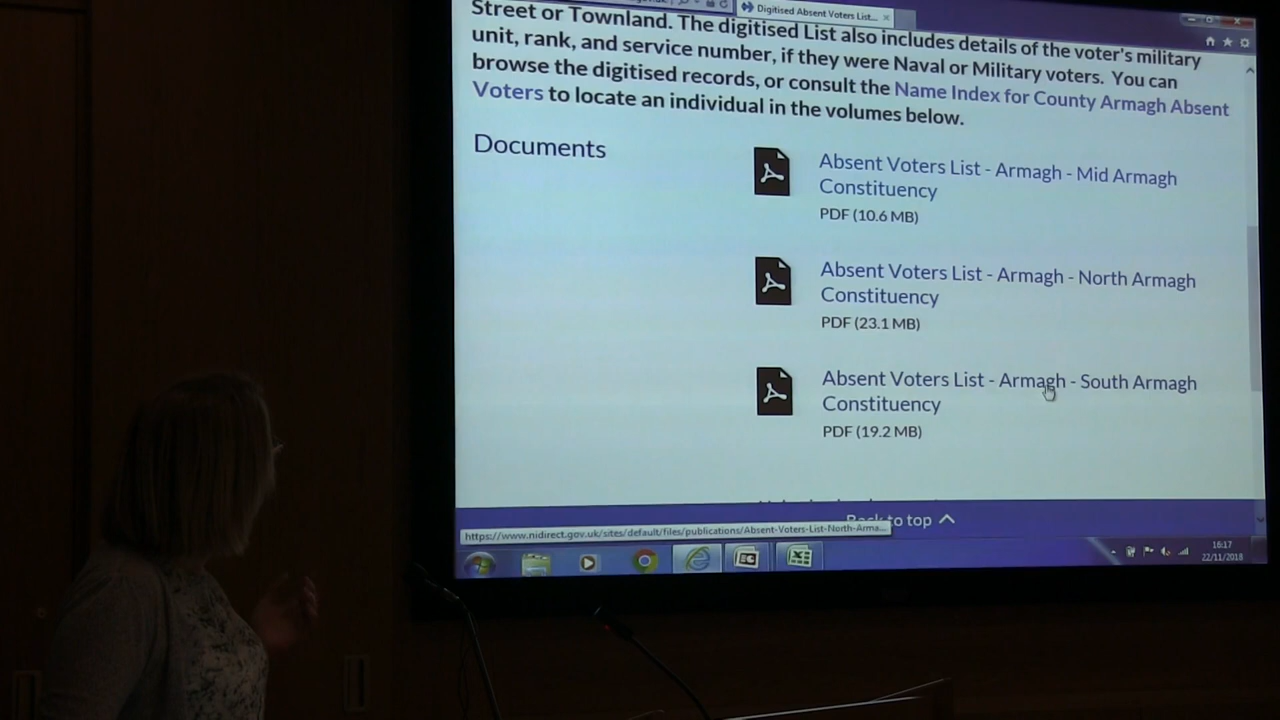 Digitised Absent Voters List...
Street or Townland. The digitised List also includes details of the voter's military
unit, rank, and service number, if they were Naval or Military voters. You can
browse the digitised records, or consult the Name Index for County Armagh Absent
Voters to locate an individual in the volumes below.
Documents
Absent Voters List - Armagh - Mid Armagh
Constituency
PDF (10.6 MB)
Absent Voters List - Armagh - North Armagh
Constituency
PDF (23.1 MB)
Absent Voters List - Armagh - South Armagh
Constituency
PDF (19.2 MB)
Back to top
https://www.nidirect.gov.uk/sites/default/files/publications/Absent-Voters-List-North-Arma...
16:17
22/11/2018